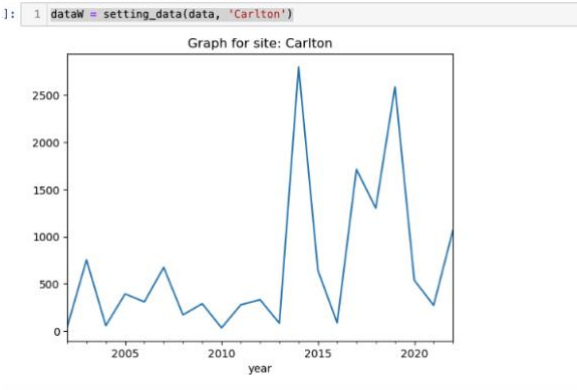 ]: 1 dataW = setting_data(data, 'Carlton')
Graph for site: Carlton
2500
2000
1500
1000
500
0
2005 2010 2015 2020
year